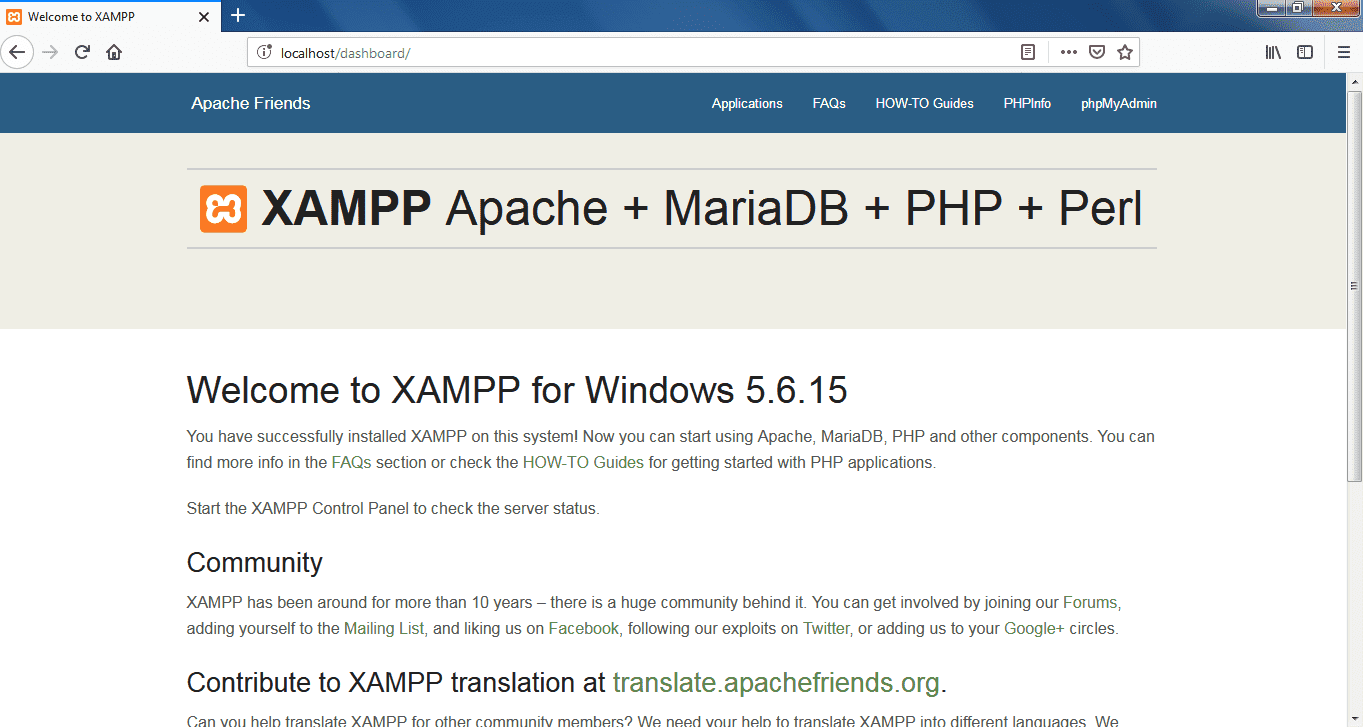 Welcome to XAMPP
localhost/dashboard/
Apache Friends
Applications
FAQs
HOW-TO Guides
PHPInfo
phpMyAdmin
XAMPP Apache + MariaDB + PHP + Perl
Welcome to XAMPP for Windows 5.6.15
You have successfully installed XAMPP on this system! Now you can start using Apache, MariaDB, PHP and other components. You can
find more info in the FAQs section or check the HOW-TO Guides for getting started with PHP applications.
Start the XAMPP Control Panel to check the server status.
Community
XAMPP has been around for more than 10 years – there is a huge community behind it. You can get involved by joining our Forums,
adding yourself to the Mailing List, and liking us on Facebook, following our exploits on Twitter, or adding us to your Google+ circles.
Contribute to XAMPP translation at translate.apachefriends.org.
Can you help translate XAMPP for other community members? We need your help to translate XAMPP into different languages. We